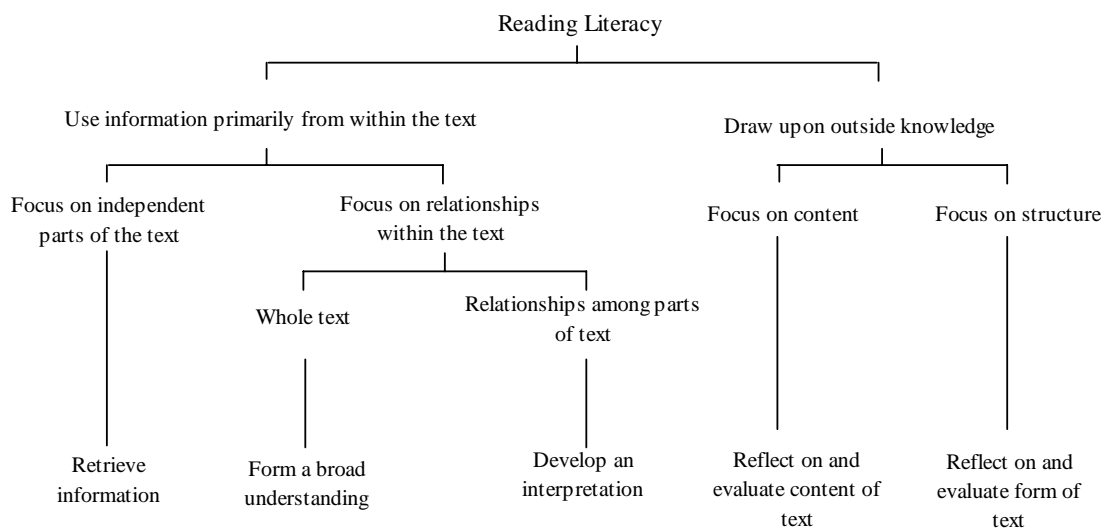 Reading Literacy
Use information primarily from within the text
Draw upon outside knowledge
Focus on independent
parts of the text
Focus on relationships
within the text
Focus on content
Focus on structure
Whole text
Relationships among parts
of text
Retrieve
information
Form a broad
understanding
Develop an
interpretation
Reflect on and
evaluate content of
text
Reflect on and
evaluate form of
text